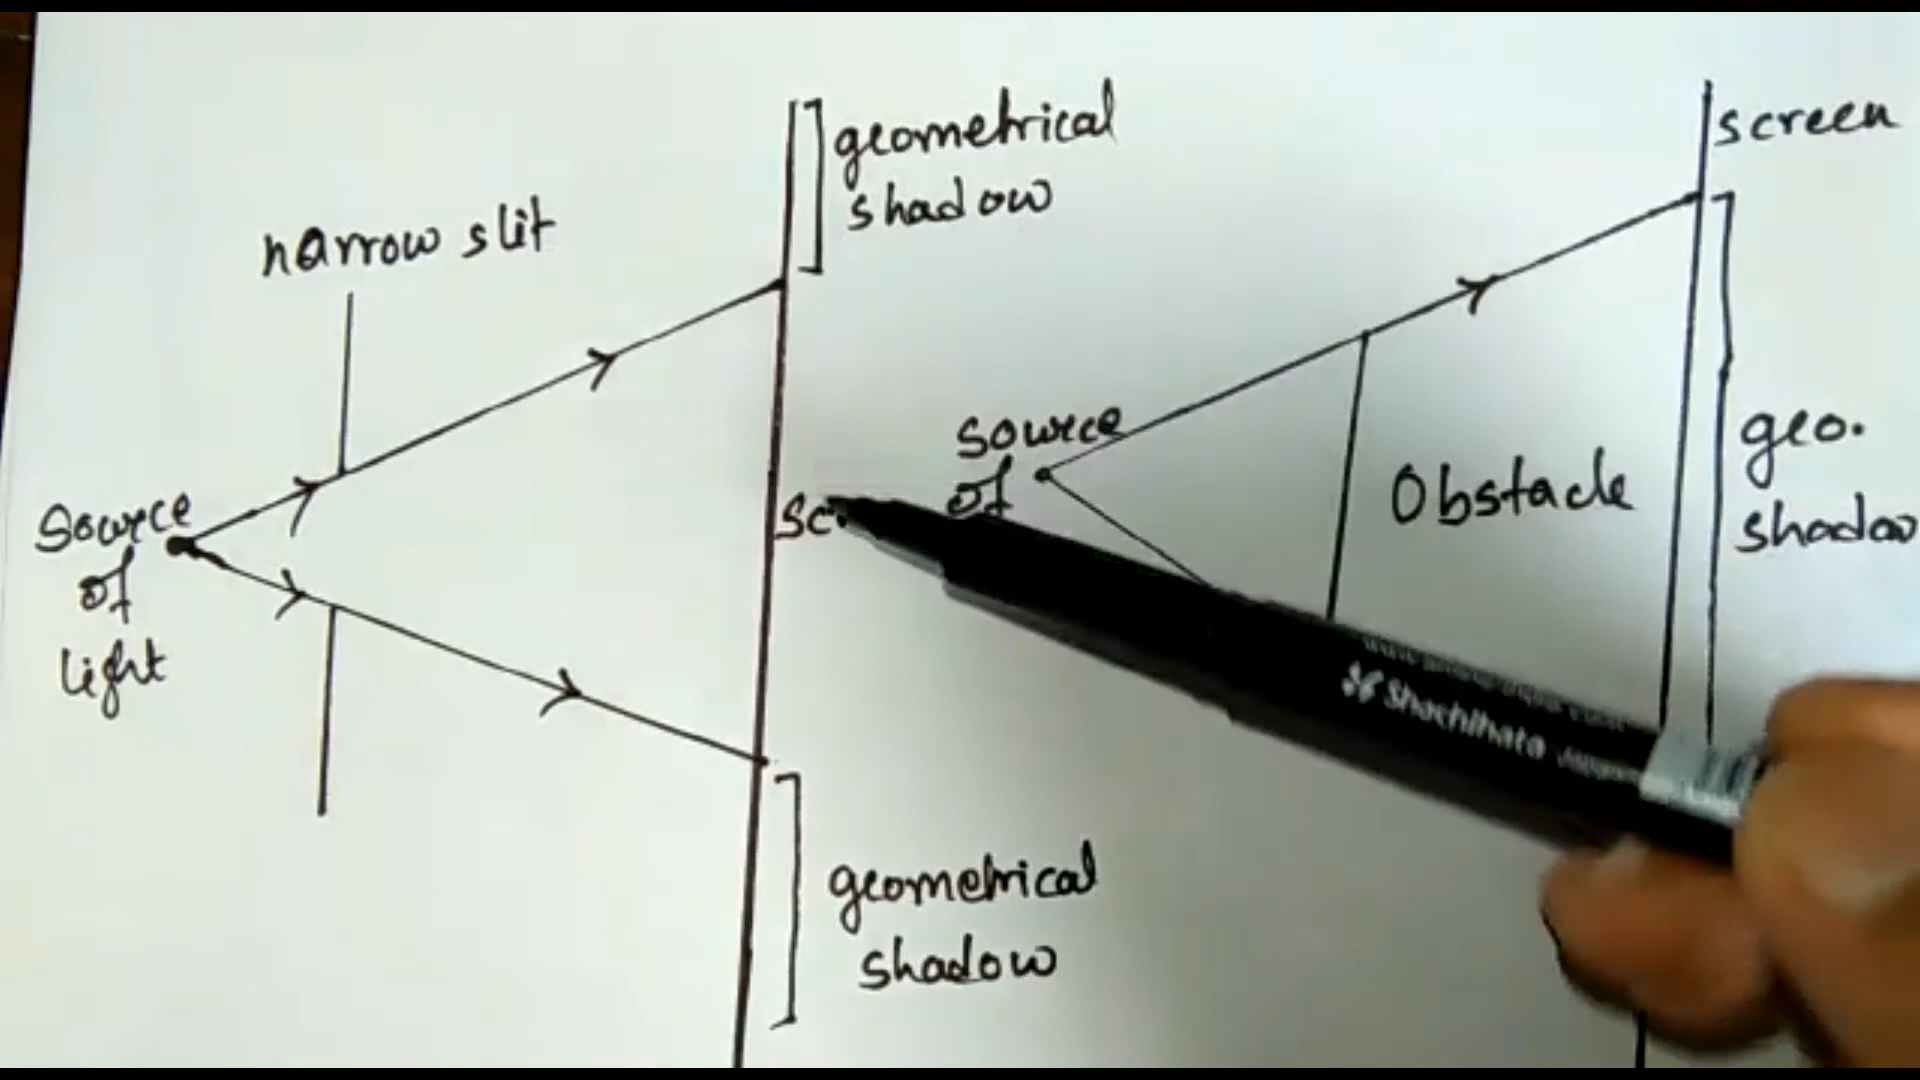 narrow slit
source
of
light
geometrical
shadow
geometrical
shadow
source
of
Obstacle
screen
geo.
shadow
Shachihata